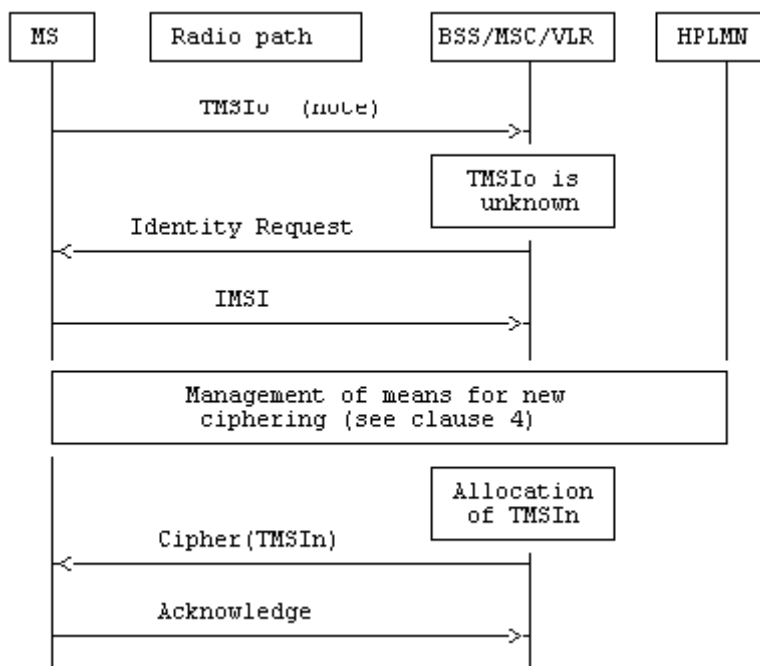 MS
Radio path
BSS/MSC/VLR
HPLMN
TMSIo (note)
TMSIo is
unknown
Identity Request
IMSI
Management of means for new
ciphering (see clause 4)
Allocation
of TMSIn
Cipher(TMSIn)
Acknowledge